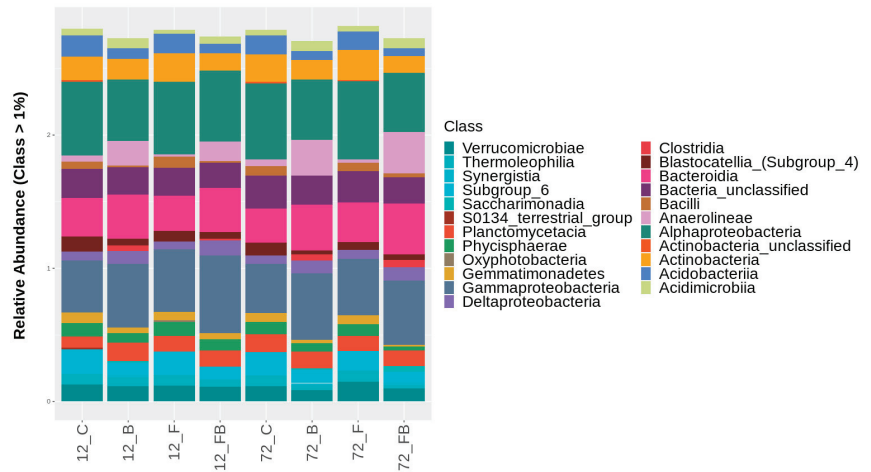 Relative Abundance (Class > 1%)
2
1
0
12_C
12_B
12_F
12_FB
72_C
72_B
72_F
72_FB
Class
Verrucomicrobiae
Thermoleophilia
Synergistia
Subgroup_6
Saccharimonadia
S0134_terrestrial_group
Planctomycetacia
Phycisphaerae
Oxyphotobacteria
Gemmatimonadetes
Gammaproteobacteria
Deltaproteobacteria
Clostridia
Blastocatellia_(Subgroup_4)
Bacteroidia
Bacteria_unclassified
Bacilli
Anaerolineae
Alphaproteobacteria
Actinobacteria_unclassified
Actinobacteria
Acidobacteriia
Acidimicrobiia